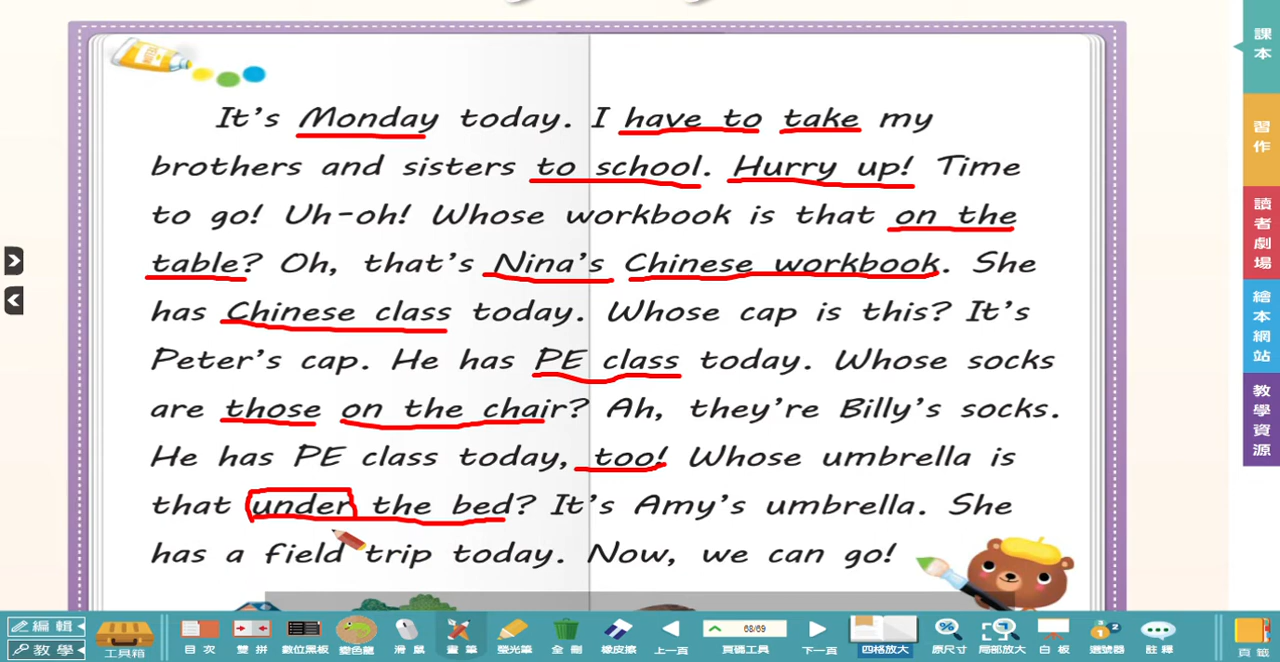 It's Monday today. I have to take my
brothers and sisters to school. Hurry up! Time
to go! Uh-oh! Whose workbook is that on the
table? Oh, that's Nina's Chinese workbook. She
has Chinese class today. Whose cap is this? It's
Peter's cap. He has PE class today. Whose socks
are those on the chair? Ah, they're Billy's socks.
He has PE class today, too! Whose umbrella is
that under the bed? It's Amy's umbrella. She
has a field trip today. Now, we can go!
課本
習作
讀者劇場
繪本網站
教學資源
編輯
教學
工具箱
目次
雙拼
數位黑板
變色龍
滑鼠
畫筆
螢光筆
全刪
橡皮擦
上一頁
68/69
頁碼工具
下一頁
四格放大
原尺寸
局部放大
白板
選號器
註釋
頁籤